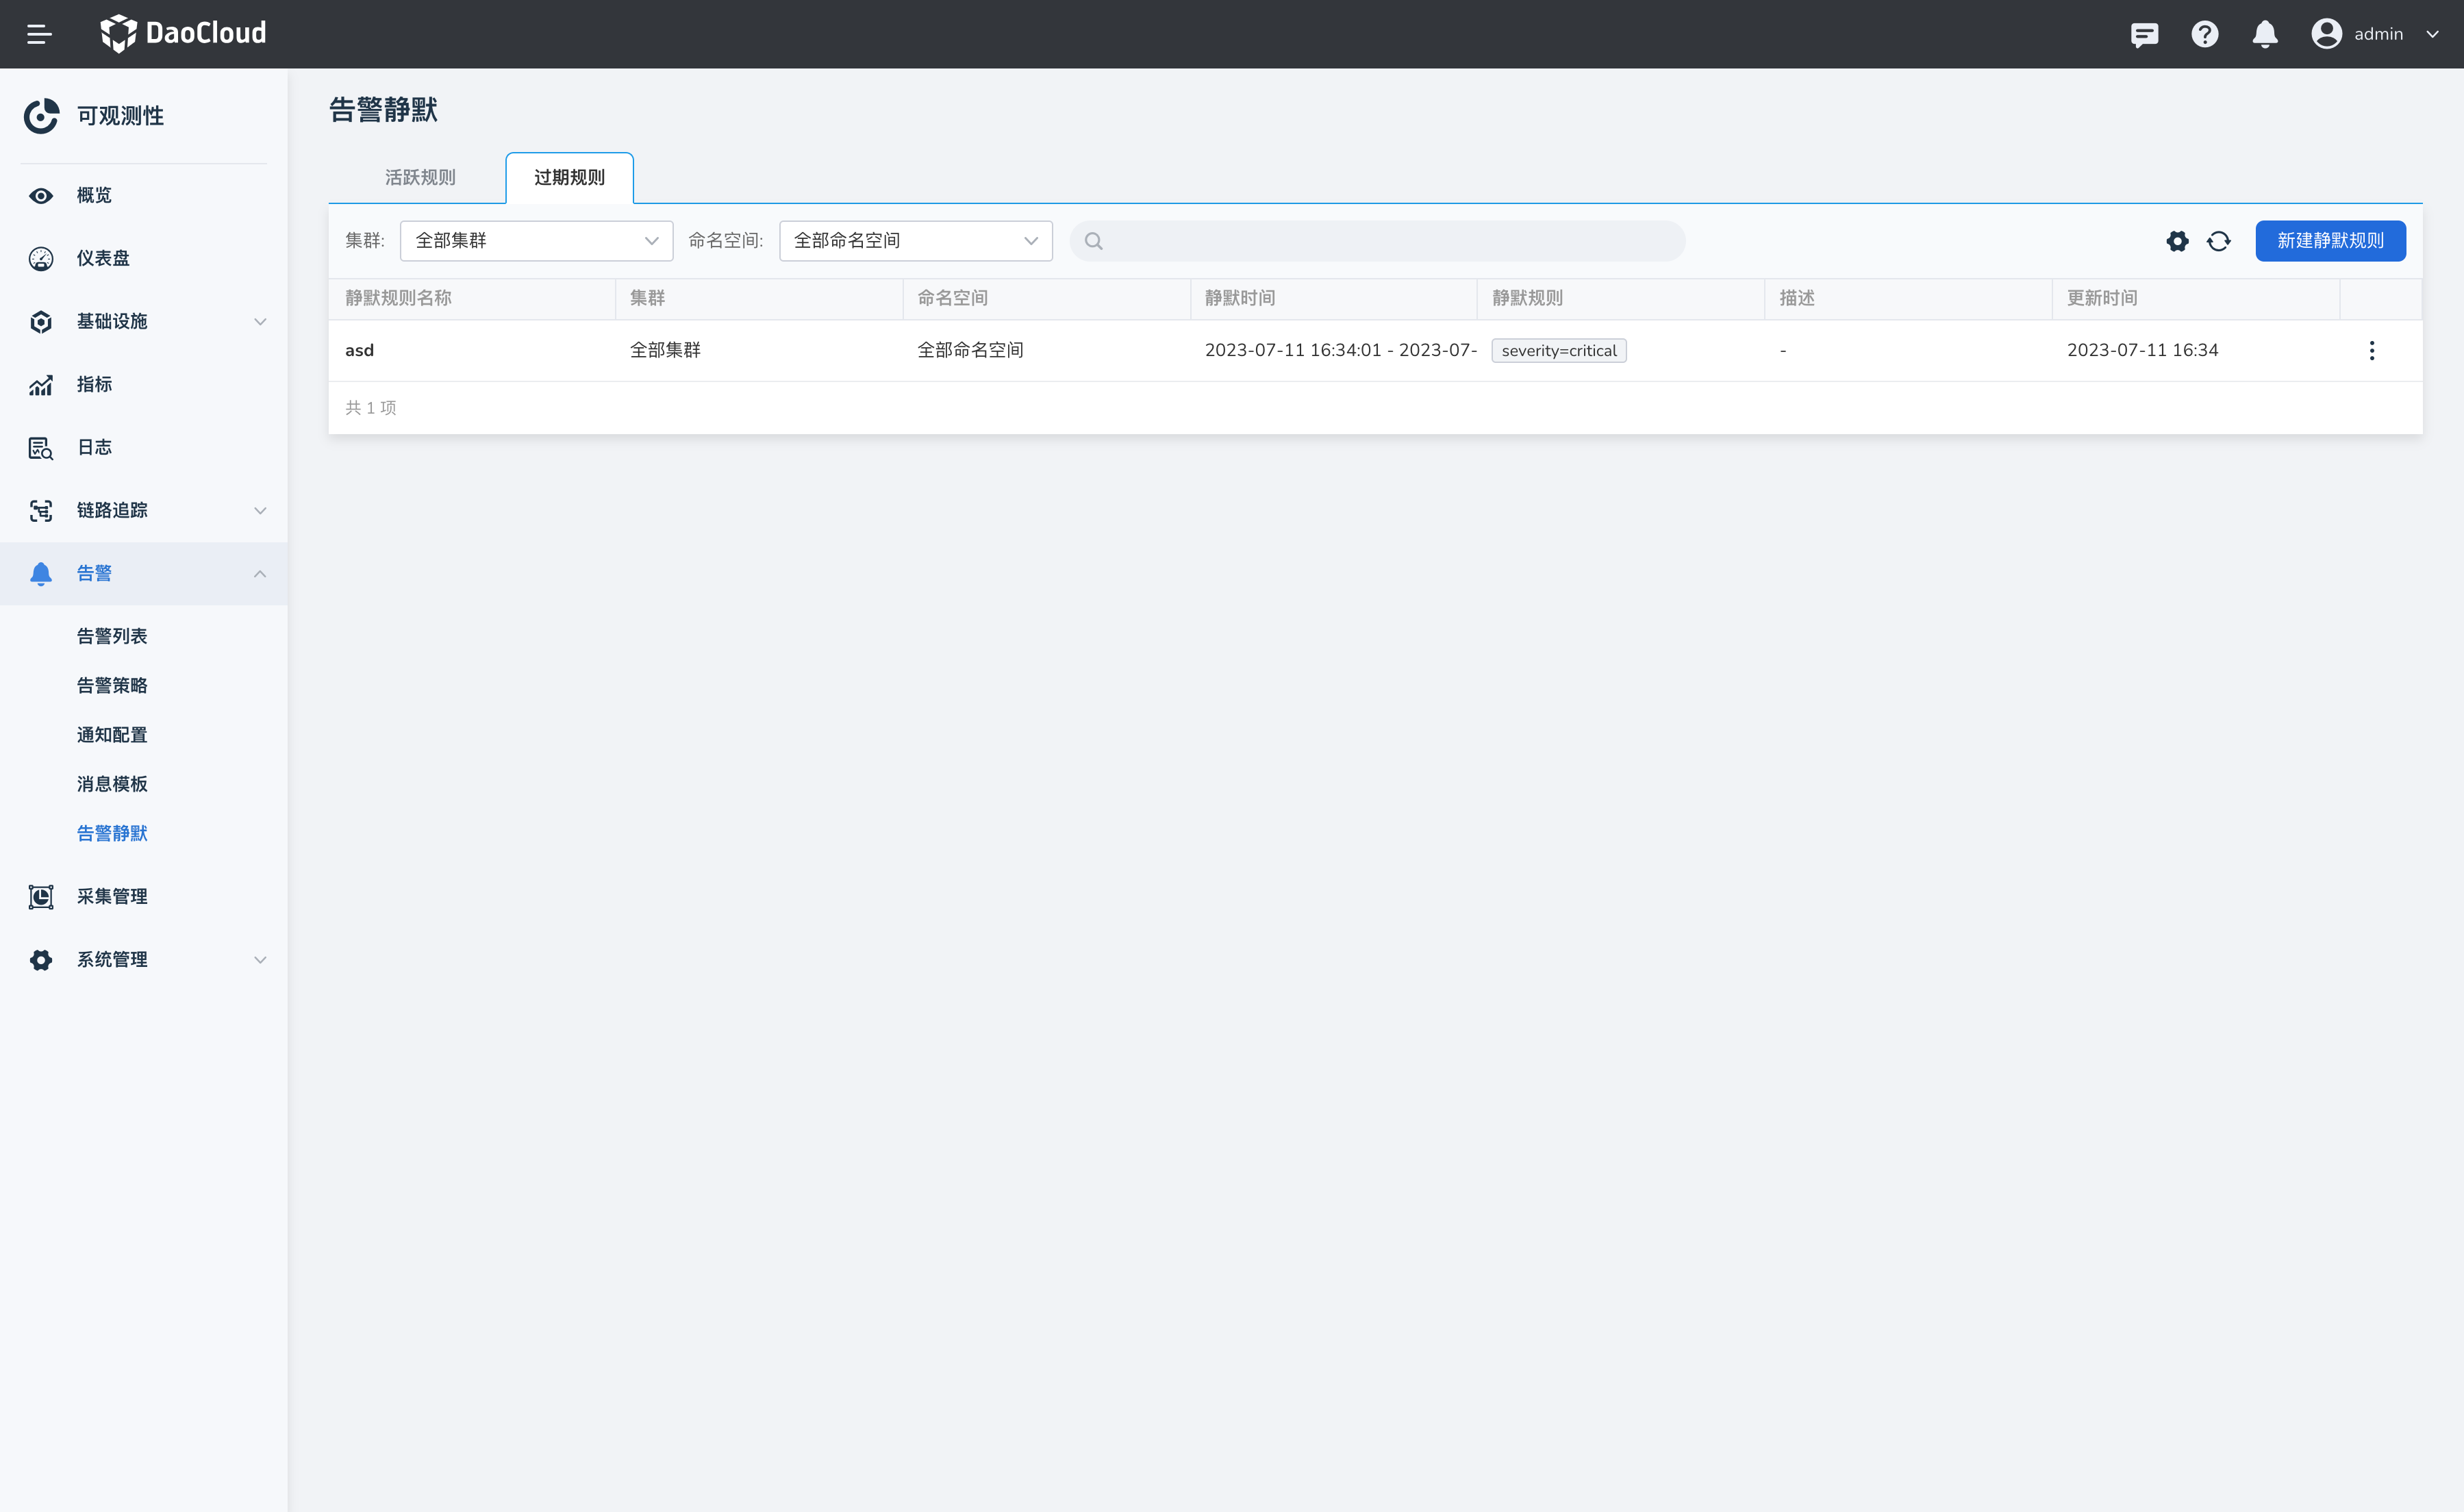 DaoCloud
admin
可观测性
概览
仪表盘
基础设施
指标
日志
链路追踪
告警
告警列表
告警策略
通知配置
消息模板
告警静默
采集管理
系统管理
告警静默
活跃规则 过期规则
集群: 全部集群 命名空间: 全部命名空间 新建静默规则
静默规则名称 集群 命名空间 静默时间 静默规则 描述 更新时间
asd 全部集群 全部命名空间 2023-07-11 16:34:01 - 2023-07- severity=critical - 2023-07-11 16:34
共 1 项